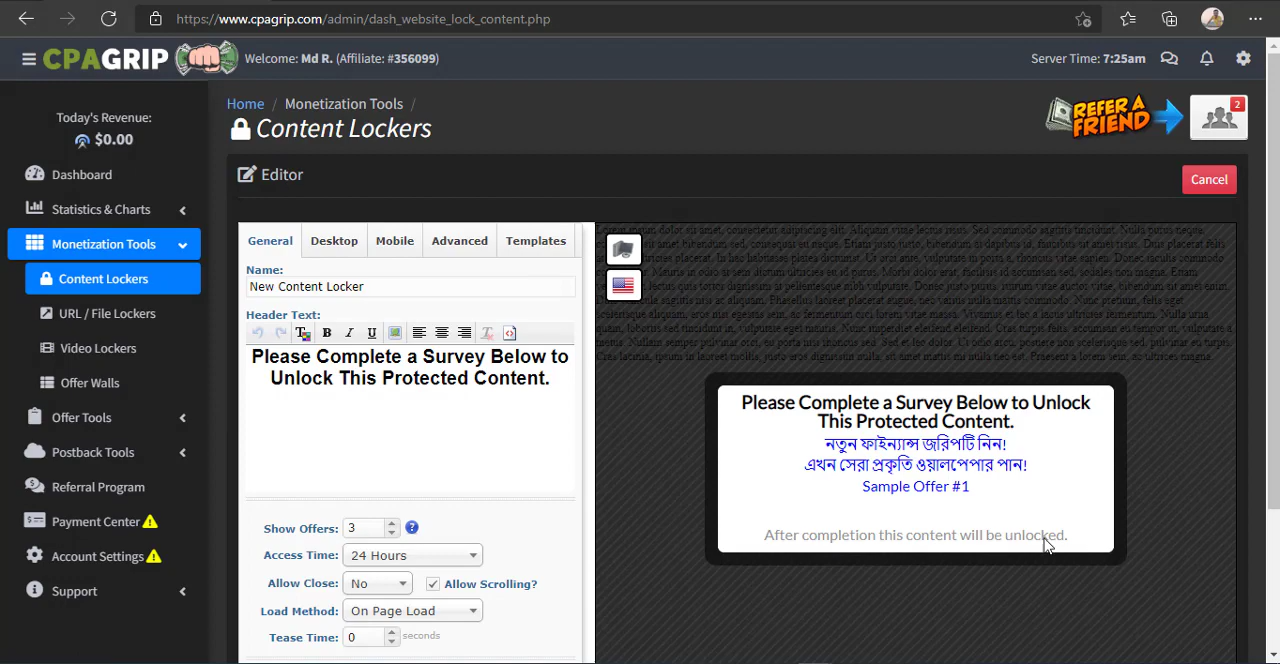 https://www.cpagrip.com/admin/dash_website_lock_content.php
CPAGRIP
Welcome: Md R. (Affiliate: #356099)
Server Time: 7:25am
Today's Revenue:
$0.00
Dashboard
Statistics & Charts
Monetization Tools
Content Lockers
URL / File Lockers
Video Lockers
Offer Walls
Offer Tools
Postback Tools
Referral Program
Payment Center
Account Settings
Support
Home / Monetization Tools /
Content Lockers
REFER A
FRIEND
2
Editor
Cancel
General
Desktop
Mobile
Advanced
Templates
Name:
New Content Locker
Header Text:
B I U
Please Complete a Survey Below to
Unlock This Protected Content.
Show Offers: 3
Access Time: 24 Hours
Allow Close: No
Allow Scrolling?
Load Method: On Page Load
Tease Time: 0 seconds
Please Complete a Survey Below to Unlock
This Protected Content.
নতুন ফাইন্যান্স জরিপটি নিন!
এখন সেরা প্রকৃতি ওয়ালপেপার পান!
Sample Offer #1
After completion this content will be unlocked.